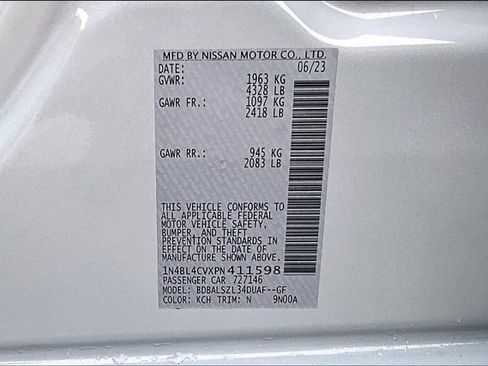 MFD BY NISSAN MOTOR CO., LTD.
DATE: 06/23
GVWR: 1963 KG
4328 LB
GAWR FR.: 1097 KG
2418 LB
GAWR RR.: 945 KG
2083 LB
THIS VEHICLE CONFORMS TO
ALL APPLICABLE FEDERAL
MOTOR VEHICLE SAFETY,
BUMPER, AND THEFT
PREVENTION STANDARDS IN
EFFECT ON THE DATE OF
MANUFACTURE SHOWN ABOVE.
1N4BL4CVXPN411598
PASSENGER CAR 727146
MODEL: BDBALSZL34DUAF--GF
COLOR: KCH TRIM: N 9N00A